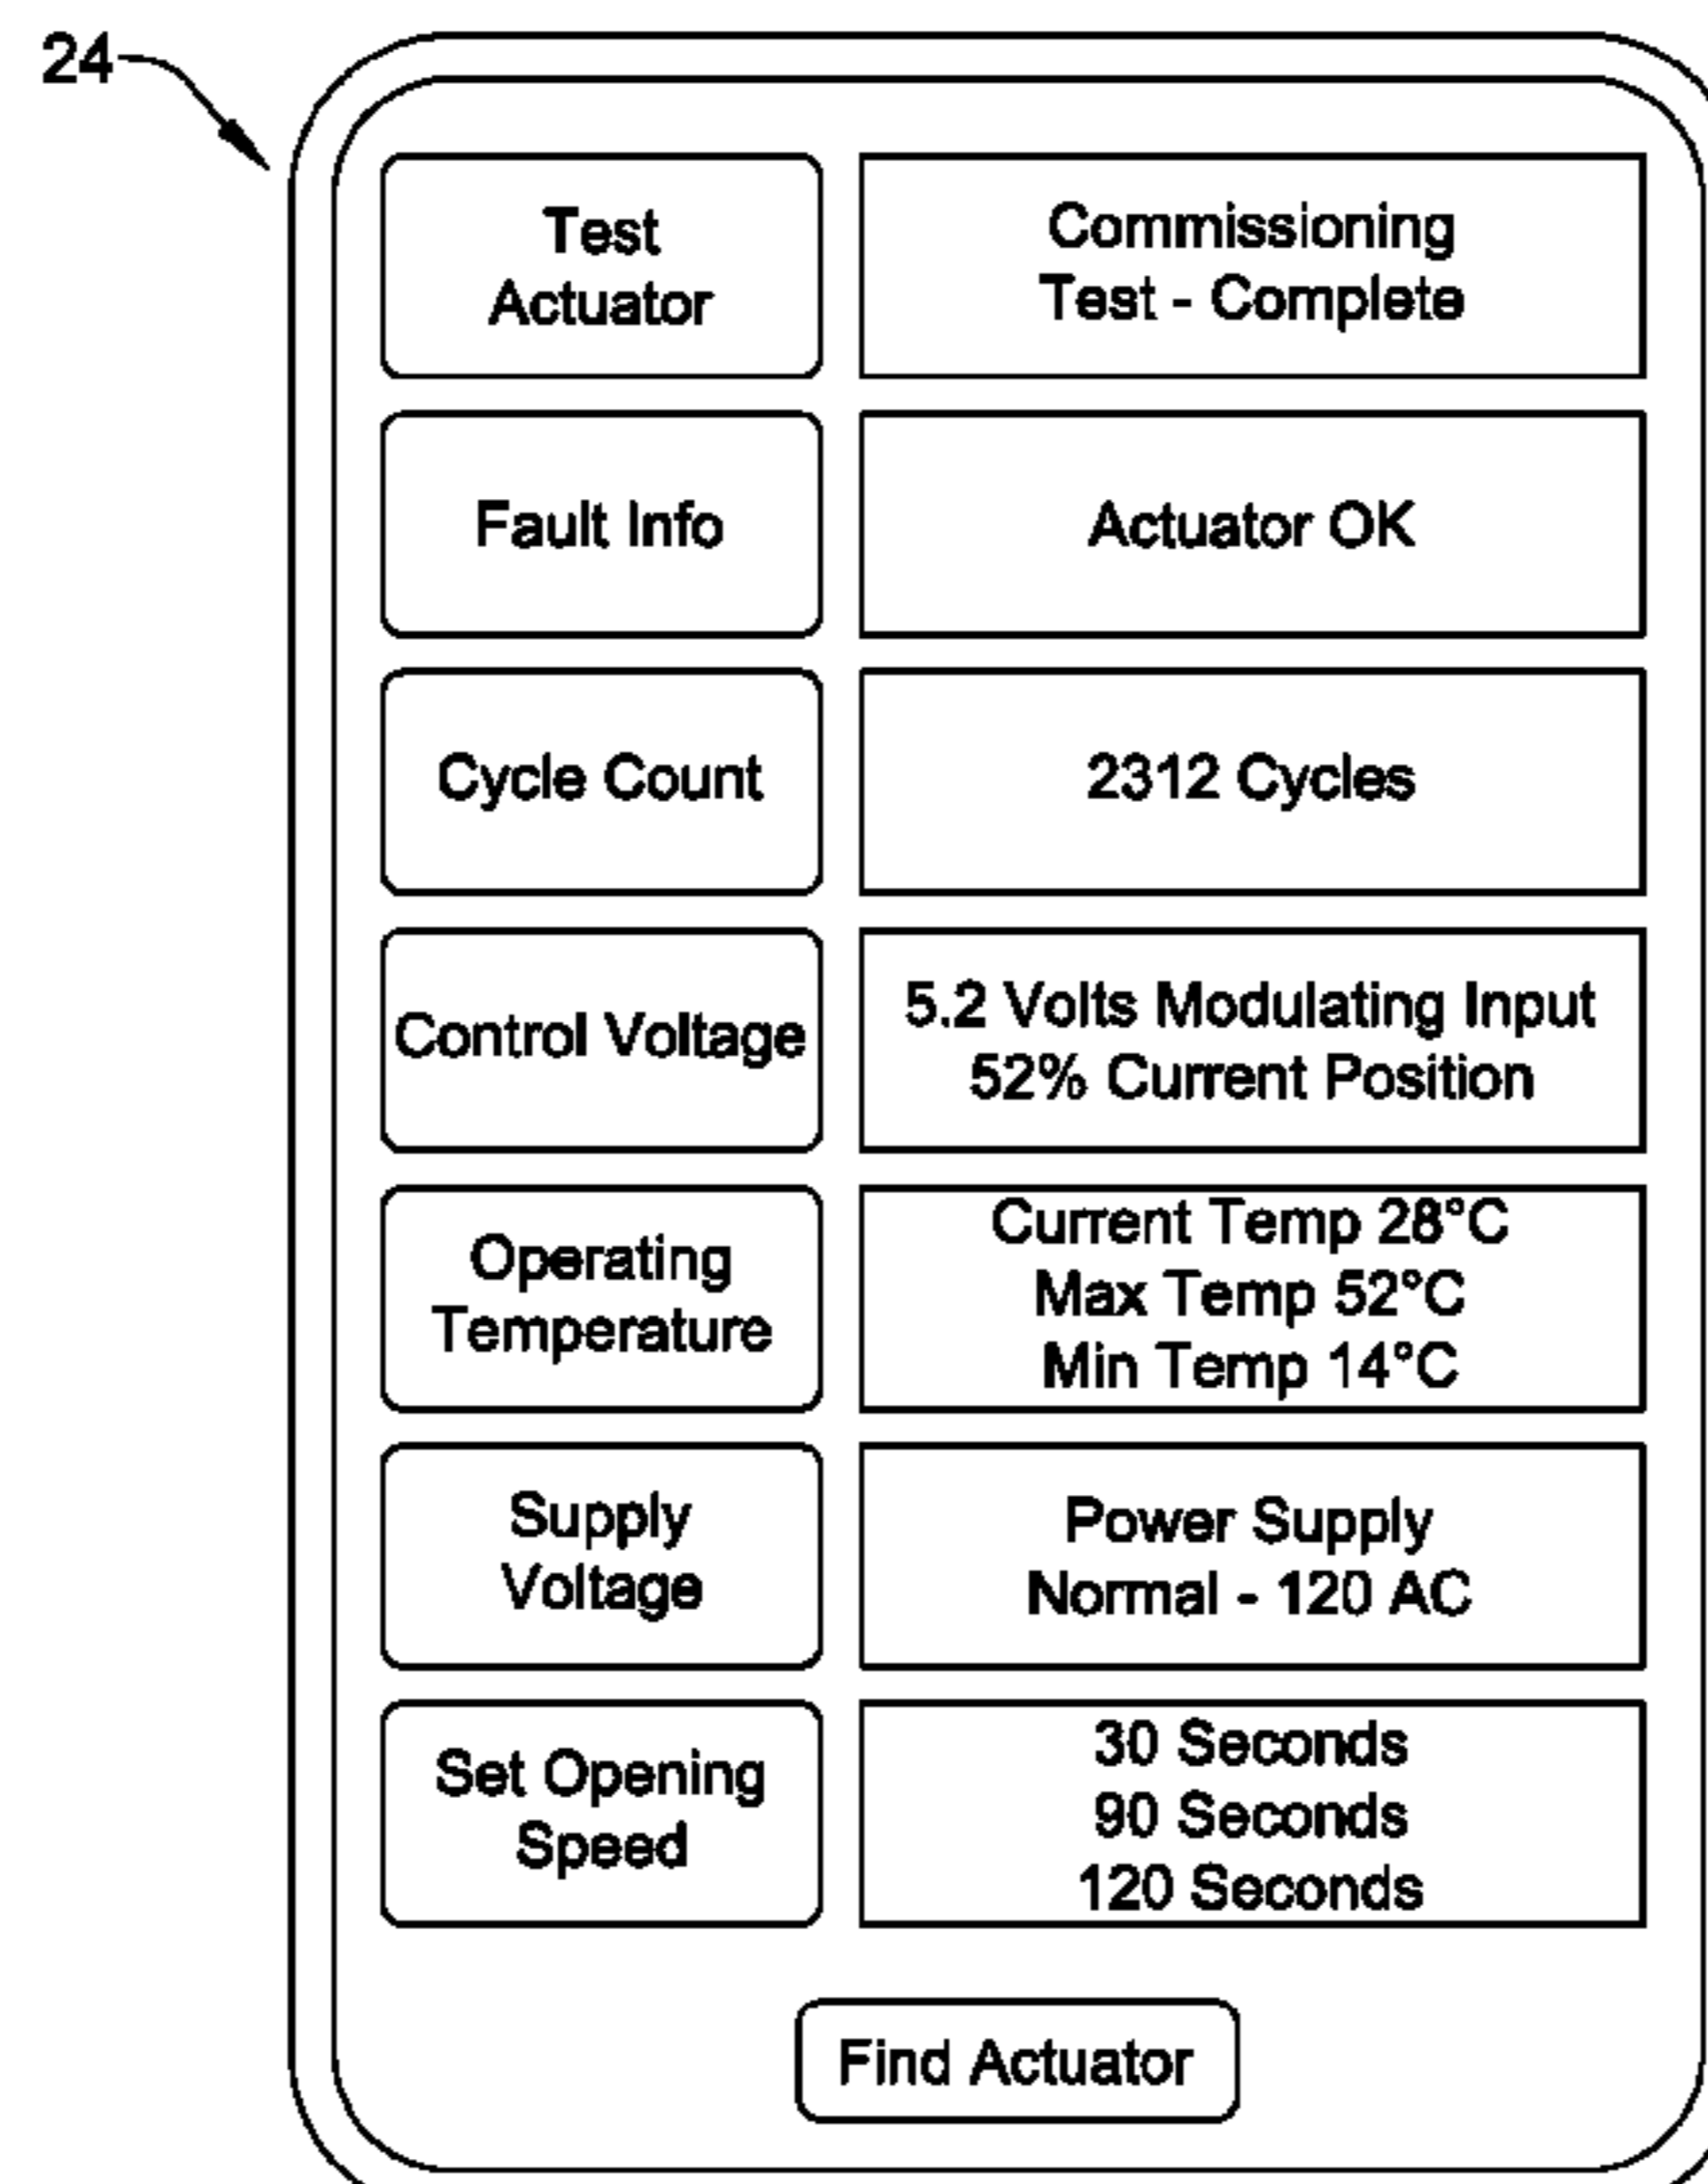 24
Test
Actuator
Commissioning
Test - Complete
Fault Info
Actuator OK
Cycle Count
2312 Cycles
Control Voltage
5.2 Volts Modulating Input
52% Current Position
Operating
Temperature
Current Temp 28°C
Max Temp 52°C
Min Temp 14°C
Supply
Voltage
Power Supply
Normal - 120 AC
Set Opening
Speed
30 Seconds
90 Seconds
120 Seconds
Find Actuator